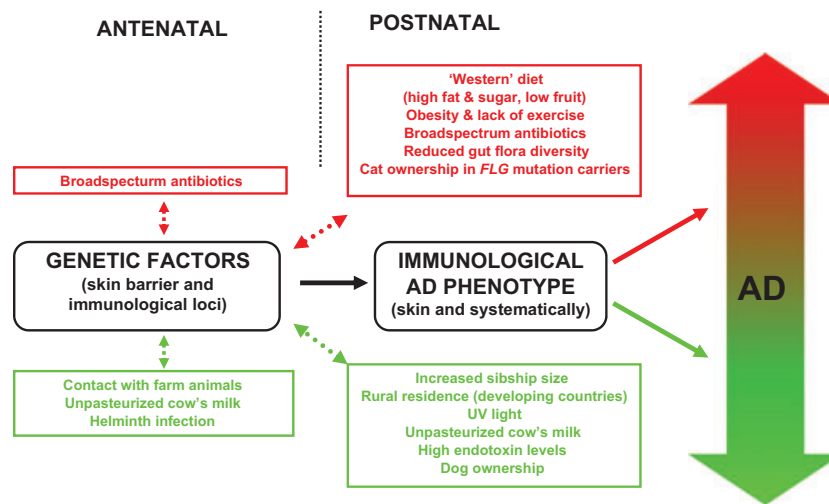 ANTENATAL
POSTNATAL
'Western' diet
(high fat & sugar, low fruit)
Obesity & lack of exercise
Broadspectrum antibiotics
Reduced gut flora diversity
Cat ownership in FLG mutation carriers
Broadspecturm antibiotics
GENETIC FACTORS
(skin barrier and
immunological loci)
IMMUNOLOGICAL
AD PHENOTYPE
(skin and systematically)
AD
Contact with farm animals
Unpasteurized cow's milk
Helminth infection
Increased sibship size
Rural residence (developing countries)
UV light
Unpasteurized cow's milk
High endotoxin levels
Dog ownership